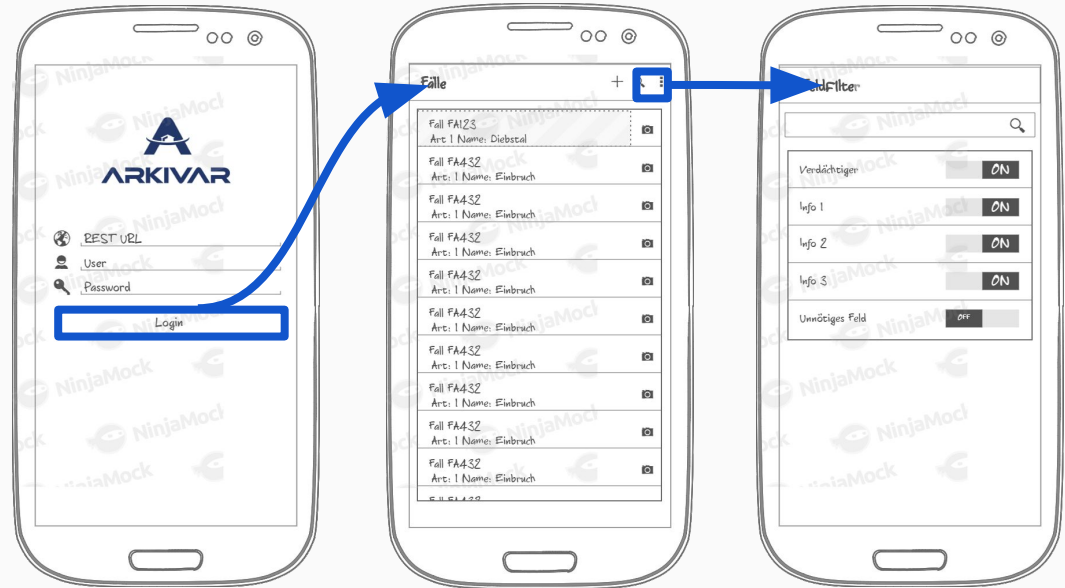 ARKIVAR
REST URL
User
Password
Login
Fälle
+
Fall FA123
Art 1 Name: Diebstal
Fall FA432
Art: 1 Name: Einbruch
Fall FA432
Art: 1 Name: Einbruch
Fall FA432
Art: 1 Name: Einbruch
Fall FA432
Art: 1 Name: Einbruch
Fall FA432
Art: 1 Name: Einbruch
Fall FA432
Art: 1 Name: Einbruch
Fall FA432
Art: 1 Name: Einbruch
Fall FA432
Art: 1 Name: Einbruch
Fall FA432
Art: 1 Name: Einbruch
FeldFilter
Verdächtiger ON
Info 1 ON
Info 2 ON
Info 3 ON
Unnötiges Feld OFF
NinjaMock